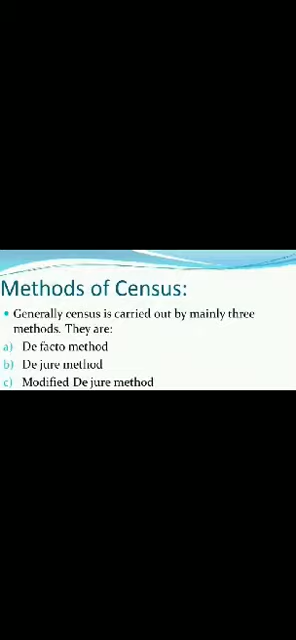 Methods of Census:
• Generally census is carried out by mainly three
methods. They are:
a) De facto method
b) De jure method
c) Modified De jure method